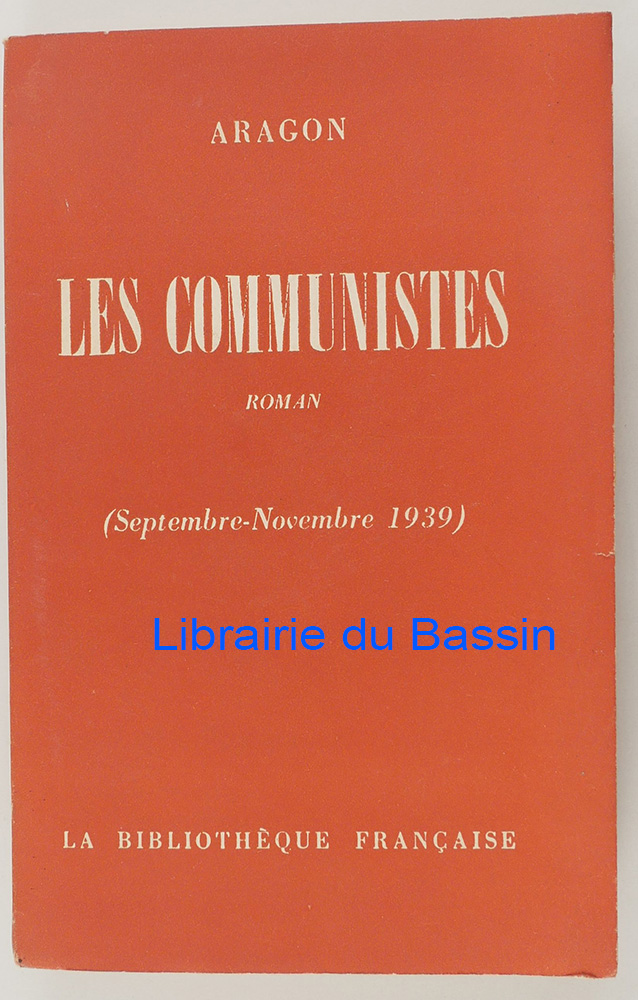 ARAGON
LES COMMUNISTES
ROMAN
(Septembre-Novembre 1939)
Librairie du Bassin
LA BIBLIOTHÈQUE FRANÇAISE